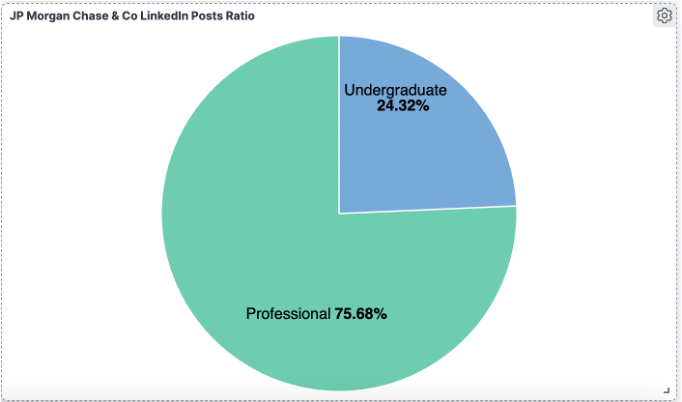 JP Morgan Chase & Co LinkedIn Posts Ratio
Undergraduate
24.32%
Professional 75.68%